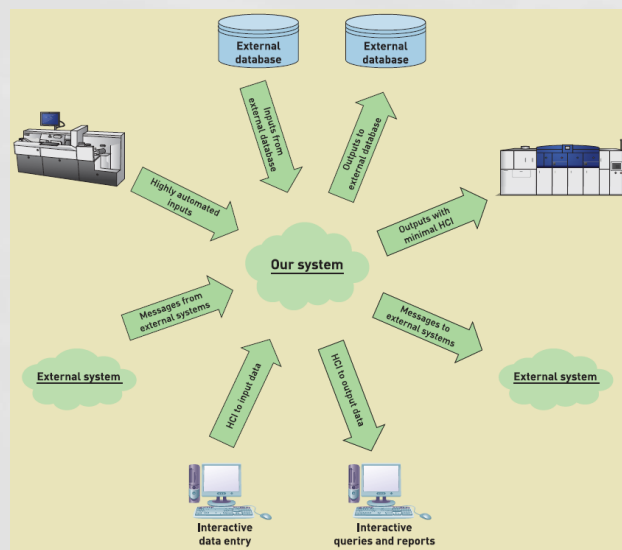 External
database
External
database
Inputs from
external database
Outputs to
external database
Highly automated
inputs
Outputs with
minimal HCI
Our system
Messages from
external systems
Messages to
external systems
External system
External system
HCI to input data
HCI to output data
Interactive
data entry
Interactive
queries and reports